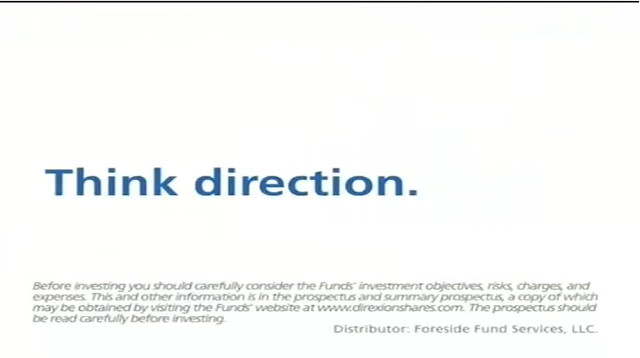 Think direction.
Before investing you should carefully consider the Funds' investment objectives, risks, charges, and
expenses. This and other information is in the prospectus and summary prospectus, a copy of which
may be obtained by visiting the Funds' website at www.direxionshares.com. The prospectus should
be read carefully before investing.
Distributor: Foreside Fund Services, LLC.